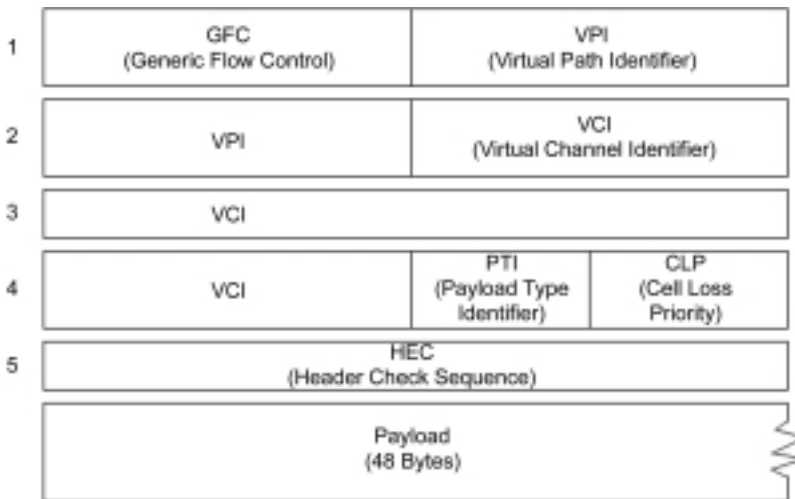 1
GFC
(Generic Flow Control)
VPI
(Virtual Path Identifier)
2
VPI
VCI
(Virtual Channel Identifier)
3
VCI
4
VCI
PTI
(Payload Type
Identifier)
CLP
(Cell Loss
Priority)
5
HEC
(Header Check Sequence)
Payload
(48 Bytes)